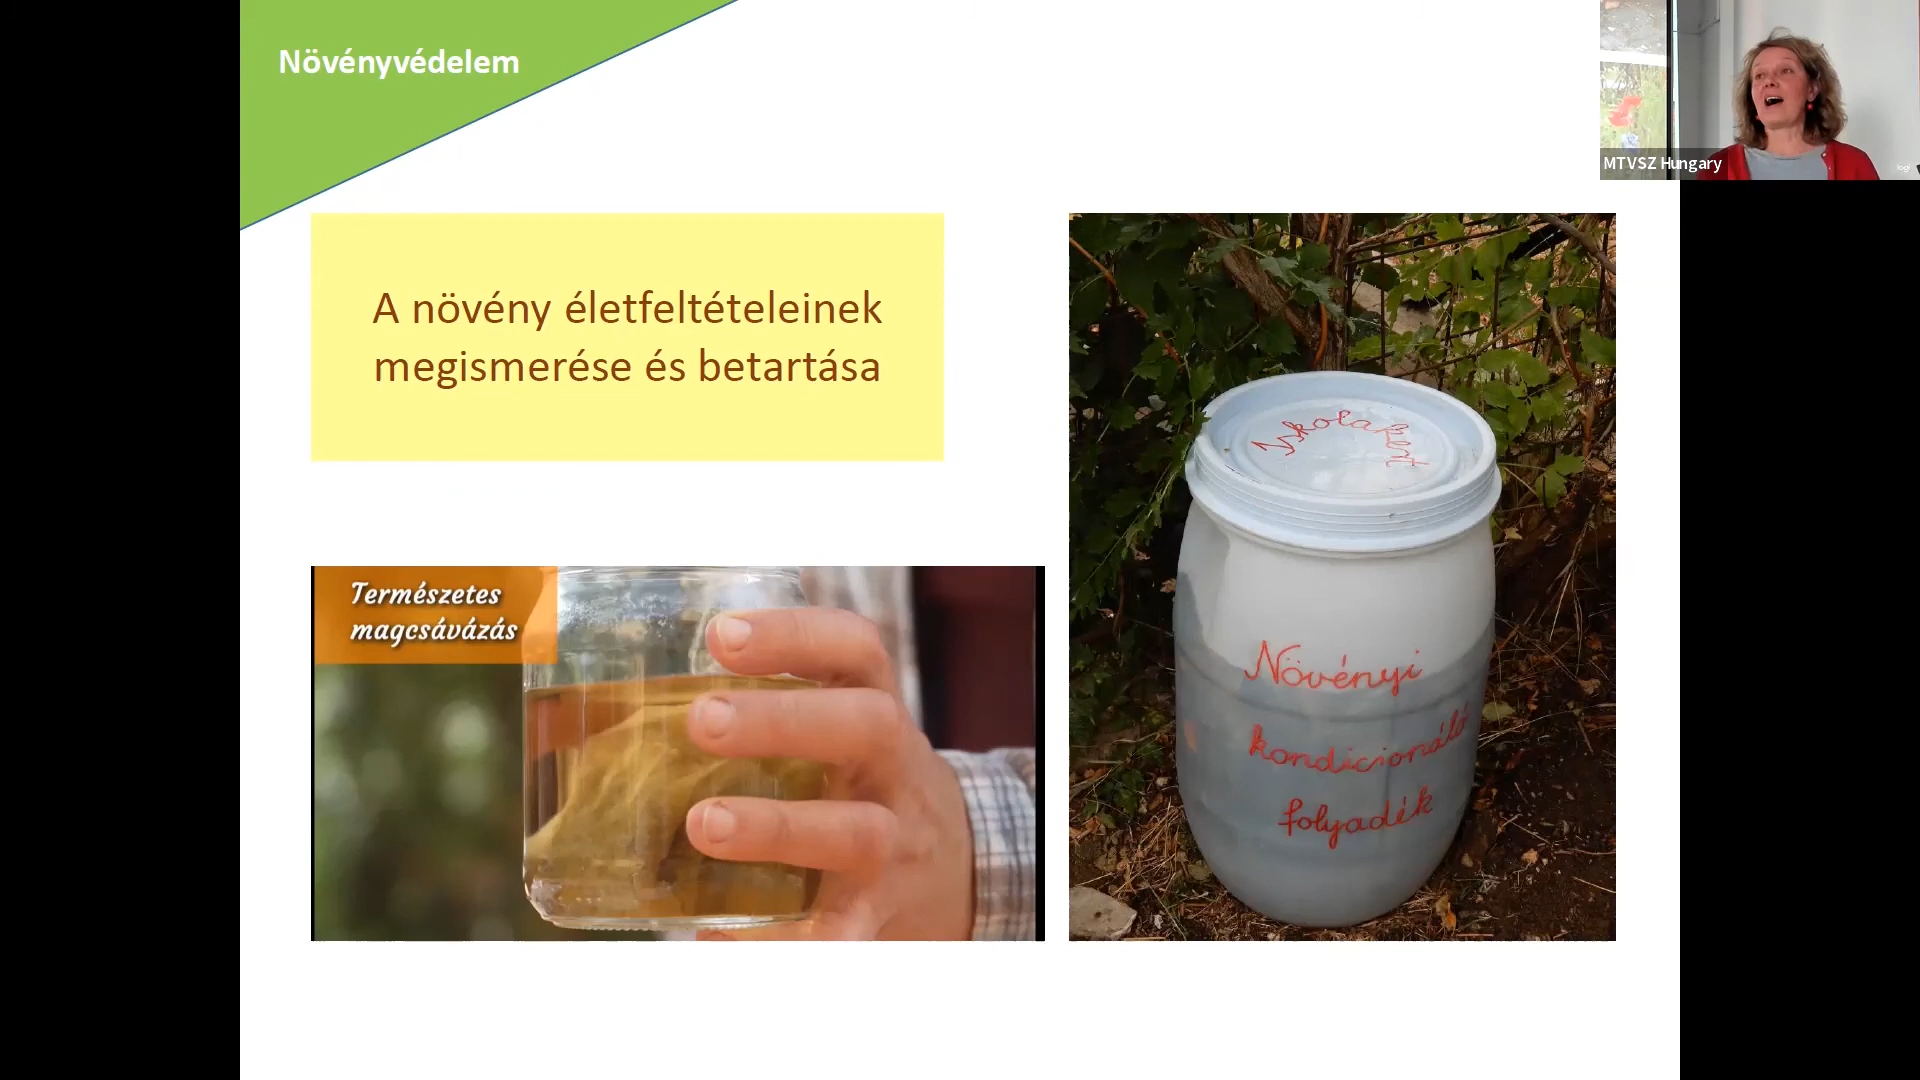 Növényvédelem
MTVSZ Hungary
A növény életfeltételeinek
megismerése és betartása
Természetes
magcsávázás
Iskolakert
Növényi
kondicionáló
folyadék